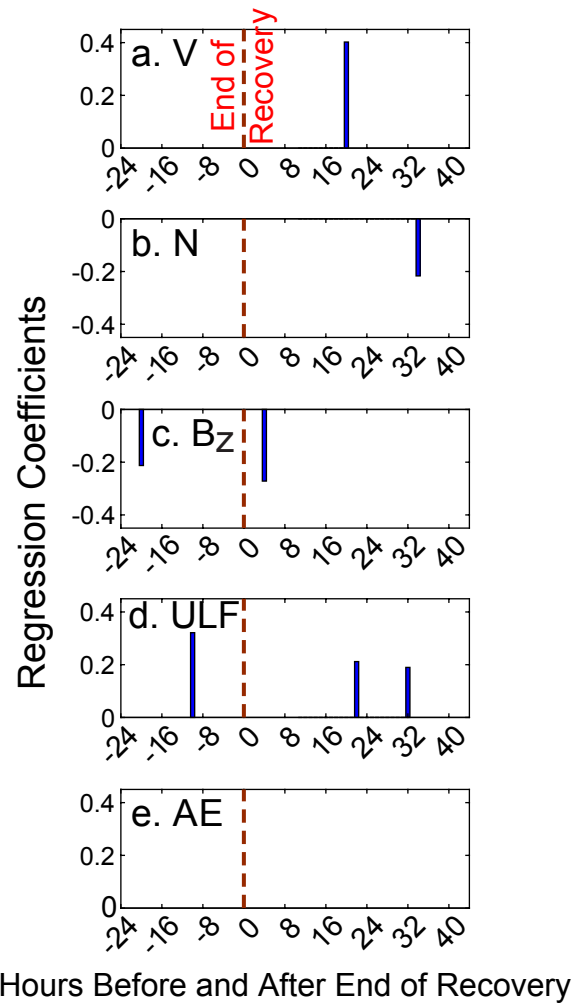 Regression Coefficients
a. V
End of
Recovery
0.4
0.2
0
-24 -16 -8 0 8 16 24 32 40
b. N
0
-0.2
-0.4
-24 -16 -8 0 8 16 24 32 40
c. BZ
0
-0.2
-0.4
-24 -16 -8 0 8 16 24 32 40
d. ULF
0.4
0.2
0
-24 -16 -8 0 8 16 24 32 40
e. AE
0.4
0.2
0
-24 -16 -8 0 8 16 24 32 40
Hours Before and After End of Recovery